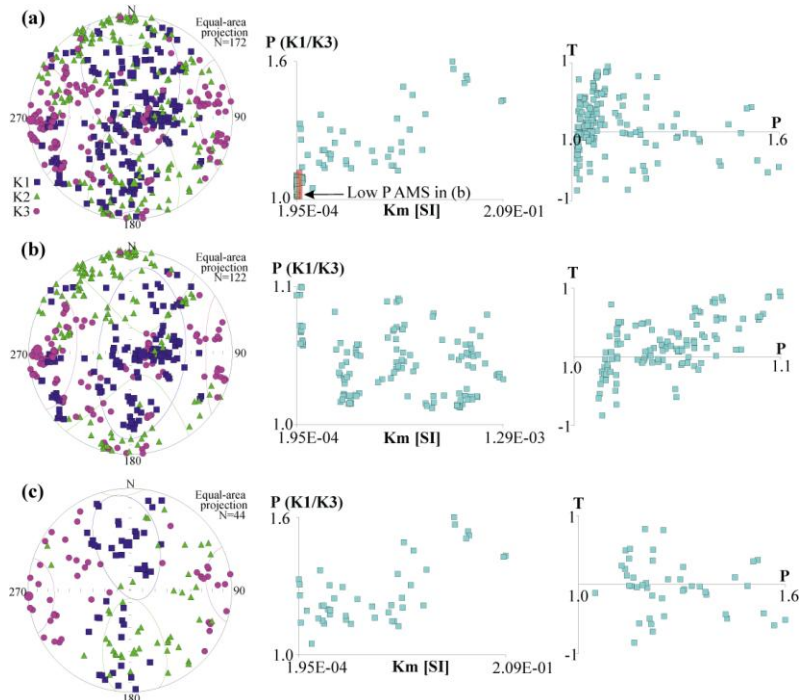 (a)
N
Equal-area
projection
N=172
270
90
K1
K2
K3
180
P (K1/K3)
1.6
1.0
Low P AMS in (b)
1.95E-04
Km [SI]
2.09E-01
T
1
P
1.0
1.6
-1
(b)
N
Equal-area
projection
N=122
270
90
180
P (K1/K3)
1.1
1.0
1.95E-04
Km [SI]
1.29E-03
T
1
P
1.0
1.1
-1
(c)
N
Equal-area
projection
N=44
270
90
180
P (K1/K3)
1.6
1.0
1.95E-04
Km [SI]
2.09E-01
T
1
P
1.0
1.6
-1